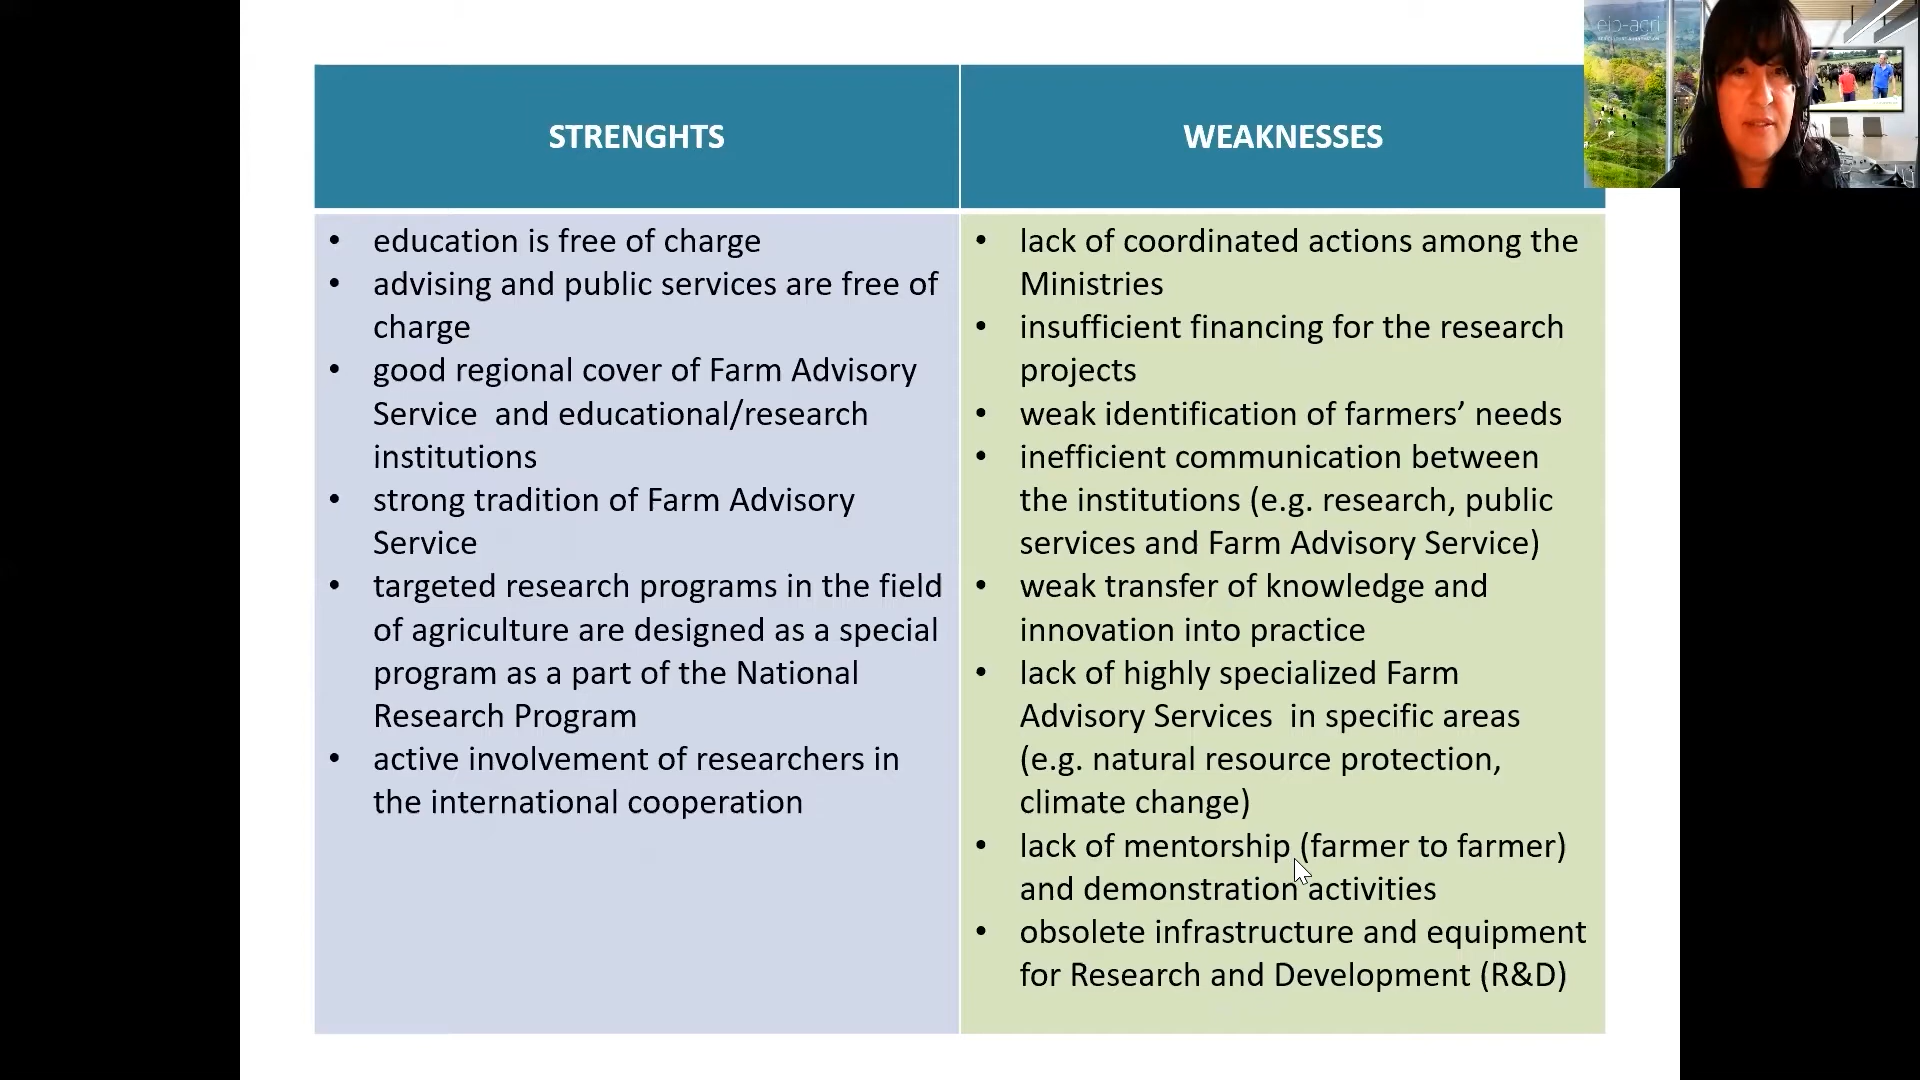 STRENGHTS
• education is free of charge
• advising and public services are free of
charge
• good regional cover of Farm Advisory
Service and educational/research
institutions
• strong tradition of Farm Advisory
Service
• targeted research programs in the field
of agriculture are designed as a special
program as a part of the National
Research Program
• active involvement of researchers in
the international cooperation
WEAKNESSES
• lack of coordinated actions among the
Ministries
• insufficient financing for the research
projects
• weak identification of farmers’ needs
• inefficient communication between
the institutions (e.g. research, public
services and Farm Advisory Service)
• weak transfer of knowledge and
innovation into practice
• lack of highly specialized Farm
Advisory Services in specific areas
(e.g. natural resource protection,
climate change)
• lack of mentorship (farmer to farmer)
and demonstration activities
• obsolete infrastructure and equipment
for Research and Development (R&D)
eip-agri